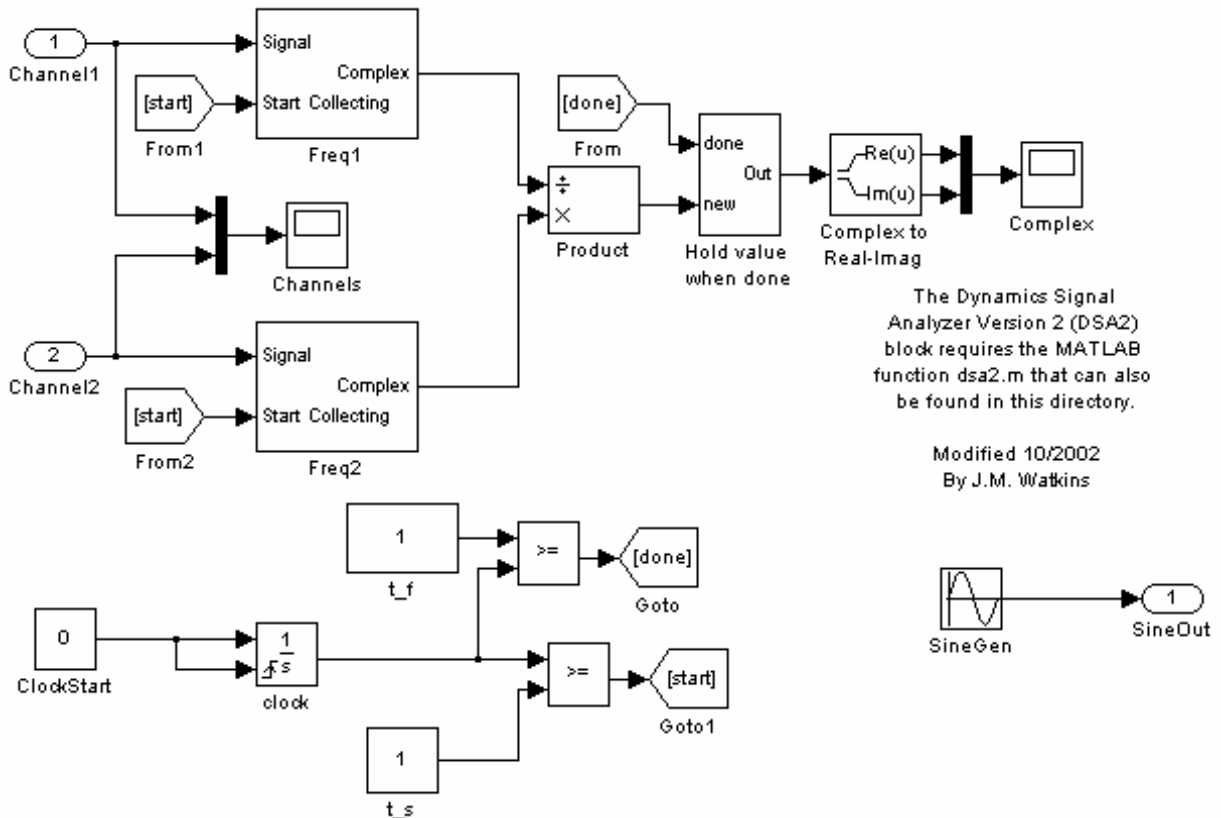 1
Channel1
[start]
From1
Signal
Complex
Start Collecting
Freq1
[done]
From
÷
×
Product
done
Out
new
Hold value
when done
Re(u)
Im(u)
Complex to
Real-Imag
Complex
Channels
2
Channel2
[start]
From2
Signal
Complex
Start Collecting
Freq2
The Dynamics Signal
Analyzer Version 2 (DSA2)
block requires the MATLAB
function dsa2.m that can also
be found in this directory.
Modified 10/2002
By J.M. Watkins
1
t_f
>=
[done]
Goto
0
ClockStart
1
s
clock
>=
[start]
Goto1
1
t_s
SineGen
1
SineOut